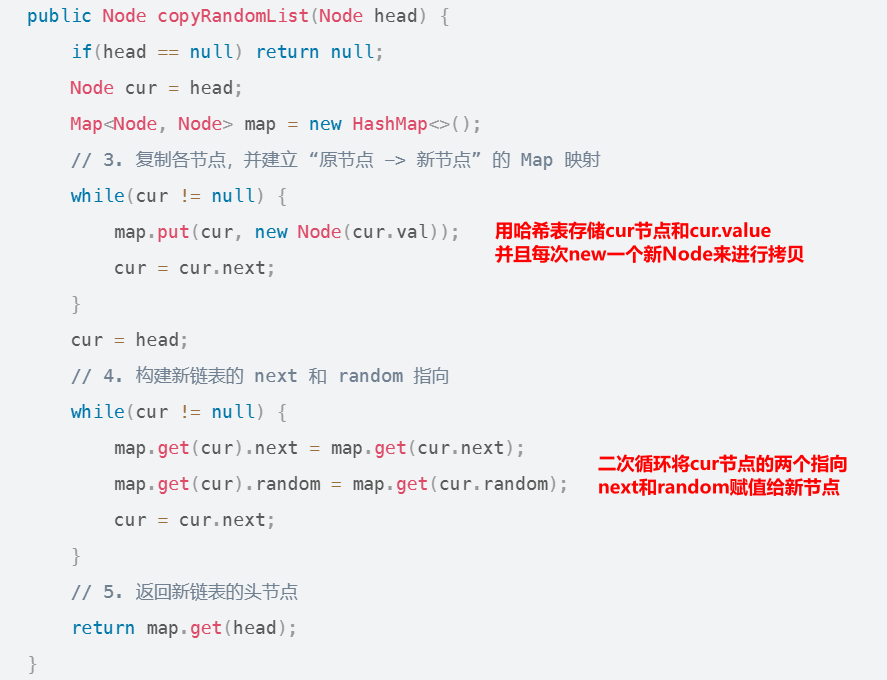 public Node copyRandomList(Node head) {
if(head == null) return null;
Node cur = head;
Map<Node, Node> map = new HashMap<>();
// 3. 复制各节点，并建立 “原节点 -> 新节点” 的 Map 映射
while(cur != null) {
map.put(cur, new Node(cur.val));
用哈希表存储cur节点和cur.value
并且每次new一个新Node来进行拷贝
cur = cur.next;
}
cur = head;
// 4. 构建新链表的 next 和 random 指向
while(cur != null) {
map.get(cur).next = map.get(cur.next);
map.get(cur).random = map.get(cur.random);
二次循环将cur节点的两个指向
next和random赋值给新节点
cur = cur.next;
}
// 5. 返回新链表的头节点
return map.get(head);
}